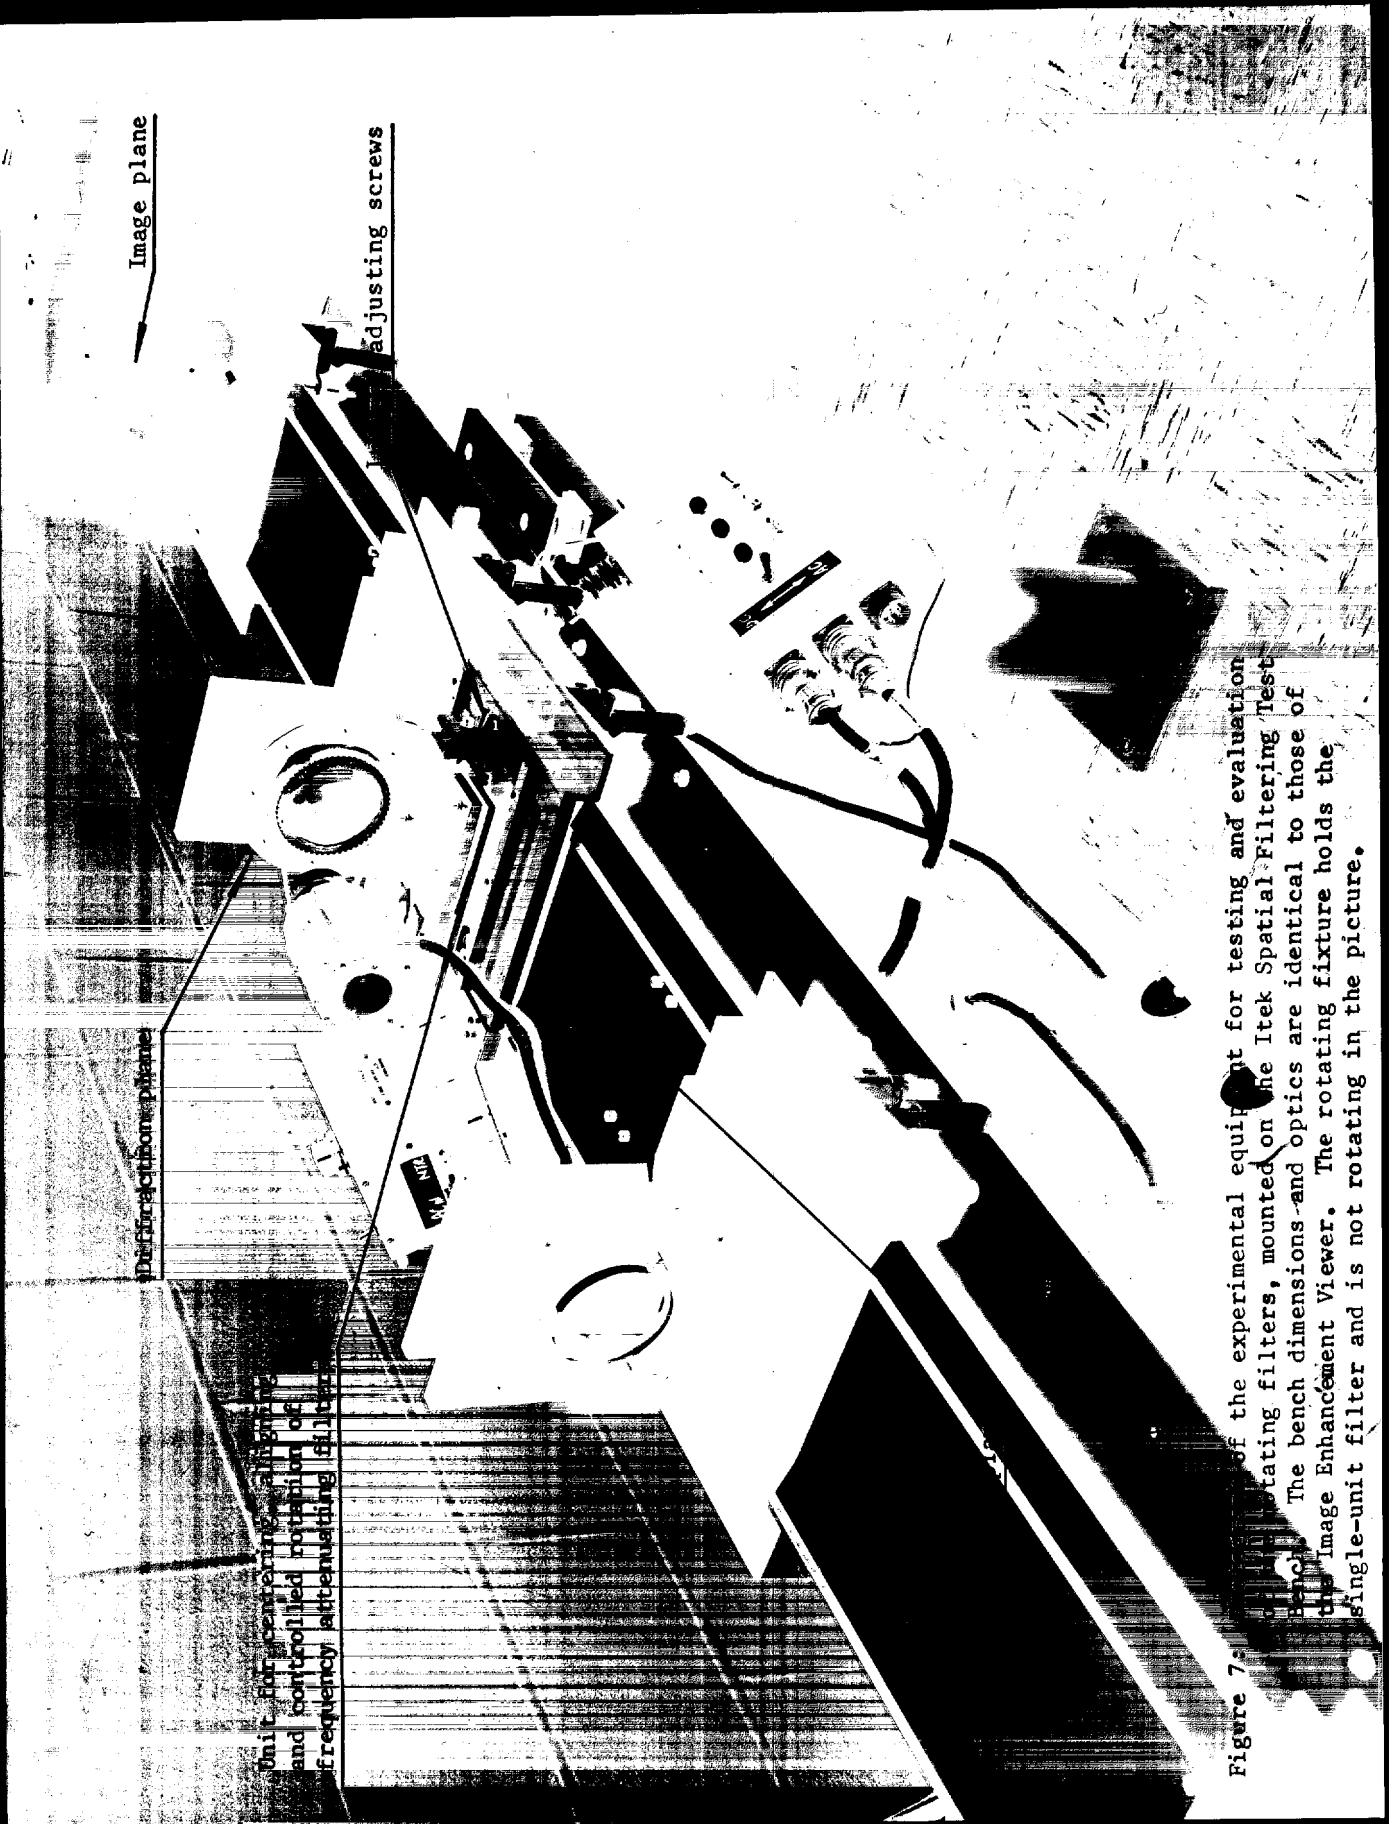 Image plane
adjusting screws
Diffraction plane
Unit for centering, aligning
and controlled rotation of
frequency attenuating filter
Figure 7. of the experimental equipment for testing and evaluation
rotating filters, mounted on the Itek Spatial Filtering Test
Bench. The bench dimensions and optics are identical to those of
the Image Enhancement Viewer. The rotating fixture holds the
single-unit filter and is not rotating in the picture.